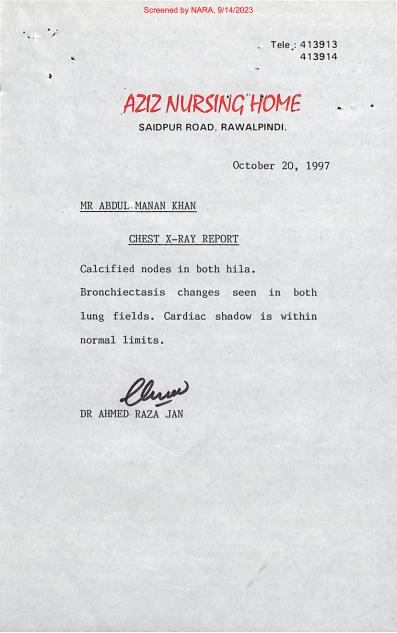 Screened by NARA, 9/14/2023
Tele : 413913
413914
AZIZ NURSING HOME
SAIDPUR ROAD, RAWALPINDI.
October 20, 1997
MR ABDUL MANAN KHAN
CHEST X-RAY REPORT
Calcified nodes in both hila.
Bronchiectasis changes seen in both
lung fields. Cardiac shadow is within
normal limits.
DR AHMED RAZA JAN